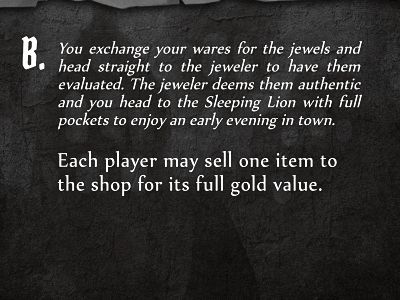 B.
You exchange your wares for the jewels and
head straight to the jeweler to have them
evaluated. The jeweler deems them authentic
and you head to the Sleeping Lion with full
pockets to enjoy an early evening in town.
Each player may sell one item to
the shop for its full gold value.